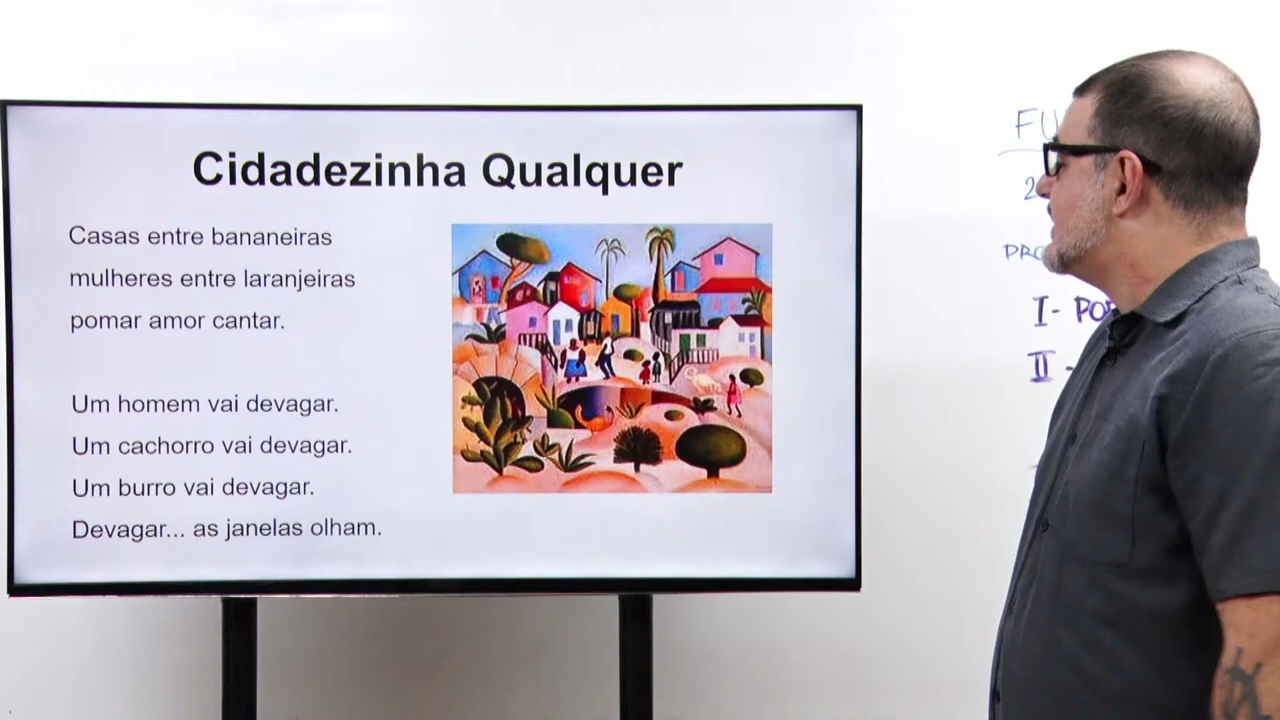 Cidadezinha Qualquer
Casas entre bananeiras
mulheres entre laranjeiras
pomar amor cantar.
Um homem vai devagar.
Um cachorro vai devagar.
Um burro vai devagar.
Devagar... as janelas olham.
I-
II -